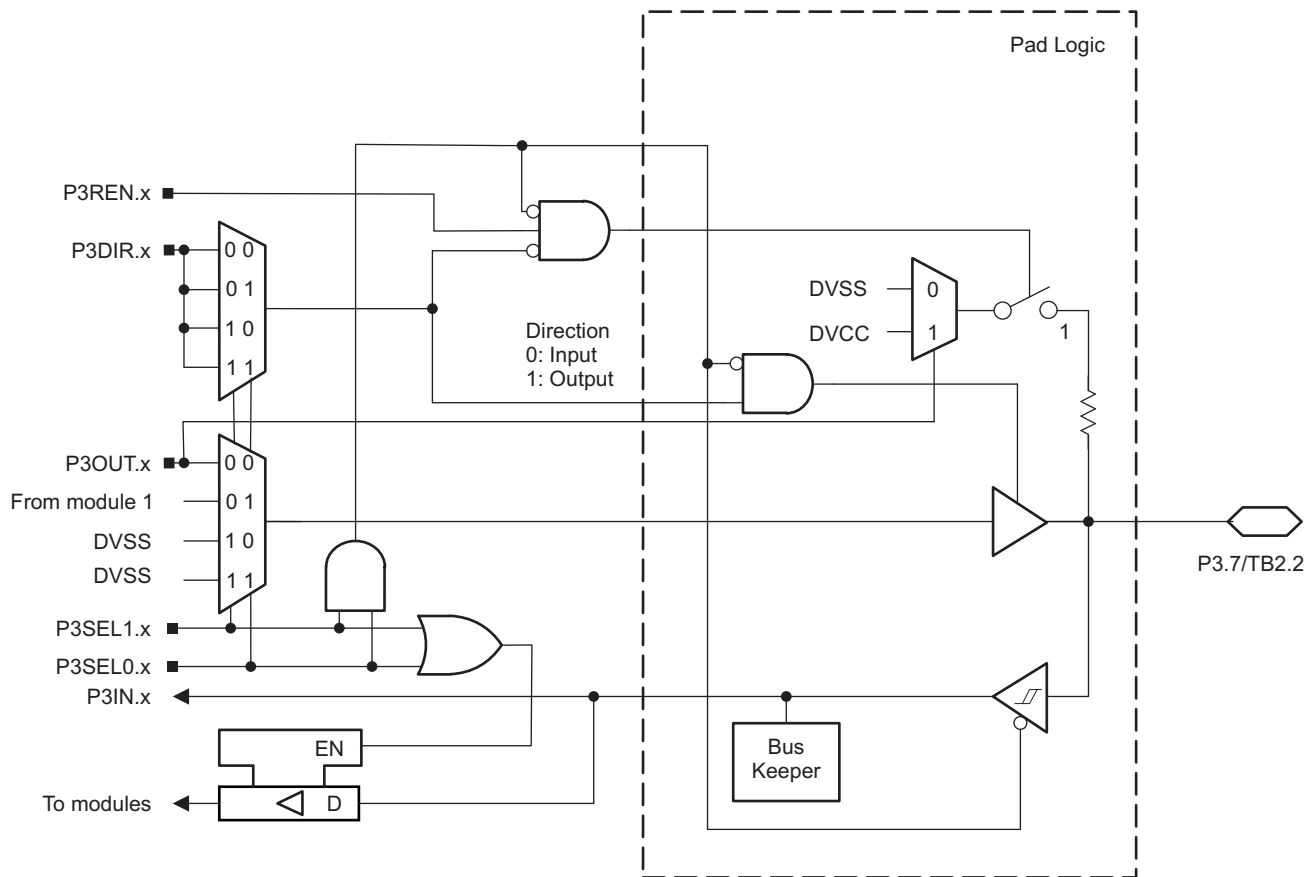 Pad Logic
P3REN.x
P3DIR.x
0 0
0 1
1 0
1 1
Direction
0: Input
1: Output
DVSS
0
DVCC
1
1
P3OUT.x
0 0
From module 1
0 1
DVSS
1 0
DVSS
1 1
P3.7/TB2.2
P3SEL1.x
P3SEL0.x
P3IN.x
EN
Bus
Keeper
To modules
D